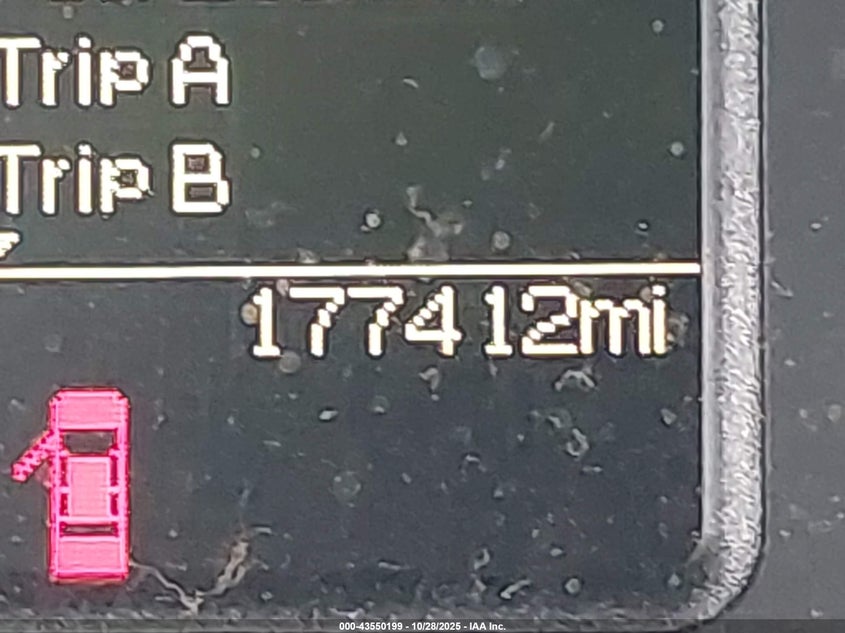 Trip A
Trip B
177412mi
000-43550199 - 10/28/2025 - IAA Inc.